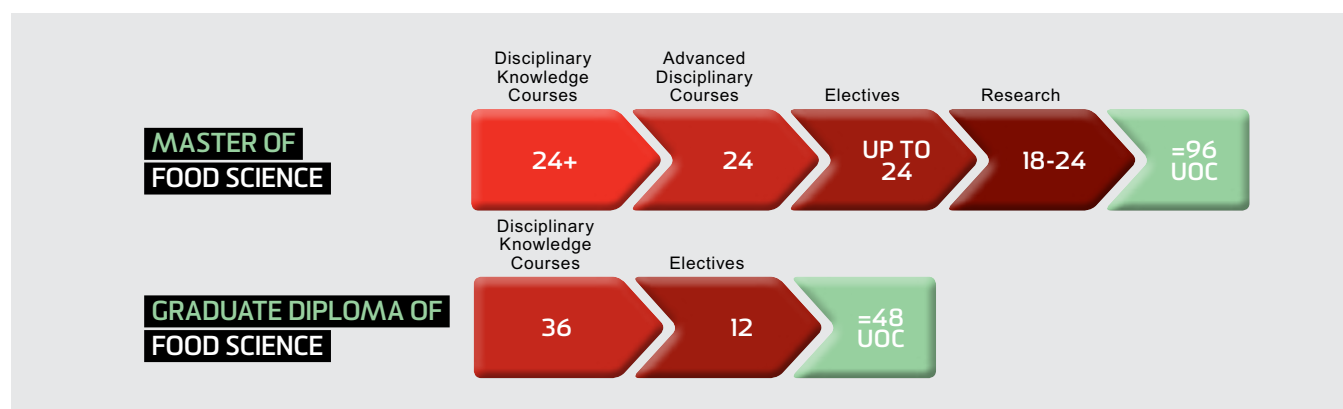 Disciplinary
Knowledge
Courses
Advanced
Disciplinary
Courses
Electives
Research
MASTER OF
FOOD SCIENCE
24+
24
UP TO
24
18-24
=96
UOC
Disciplinary
Knowledge
Courses
Electives
GRADUATE DIPLOMA OF
FOOD SCIENCE
36
12
=48
UOC